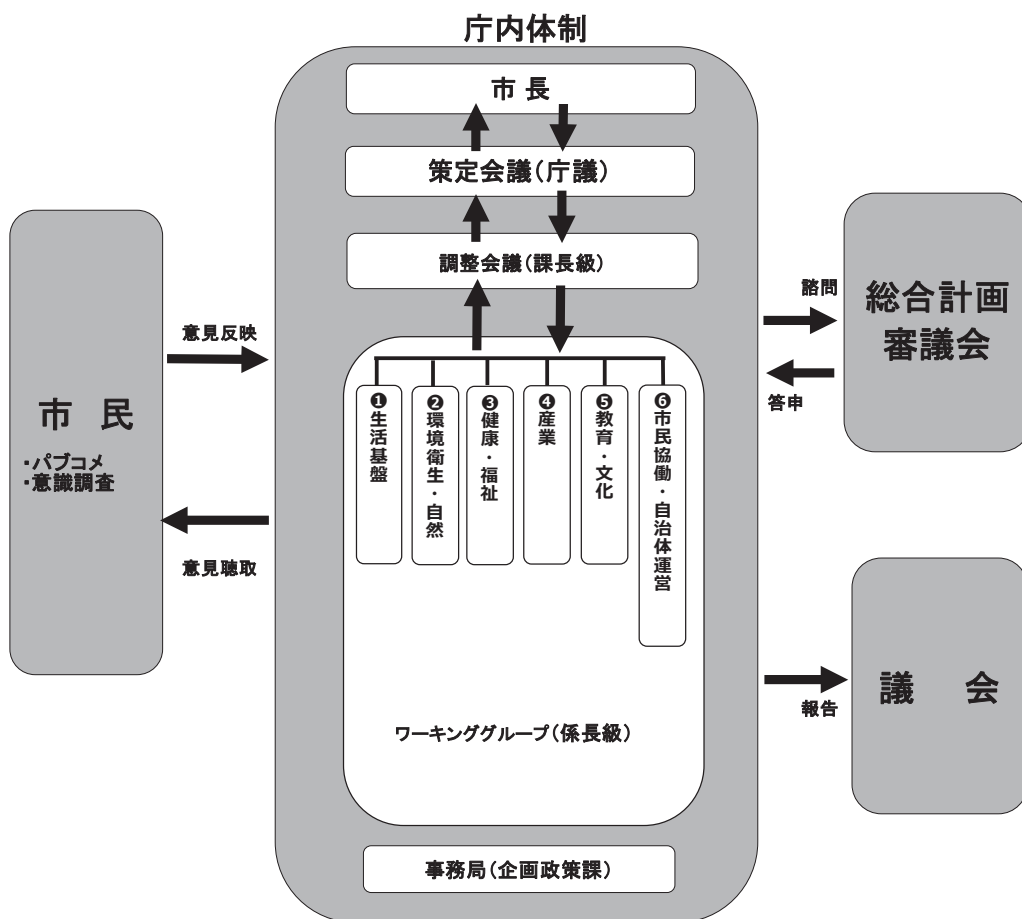 庁内体制
市長
策定会議(庁議)
調整会議(課長級)
❶生活基盤
❷環境衛生・自然
❸健康・福祉
❹産業
❺教育・文化
❻市民協働・自治体運営
ワーキンググループ(係長級)
事務局(企画政策課)
市民
・パブコメ
・意識調査
意見反映
意見聴取
諮問
答申
総合計画
審議会
報告
議会